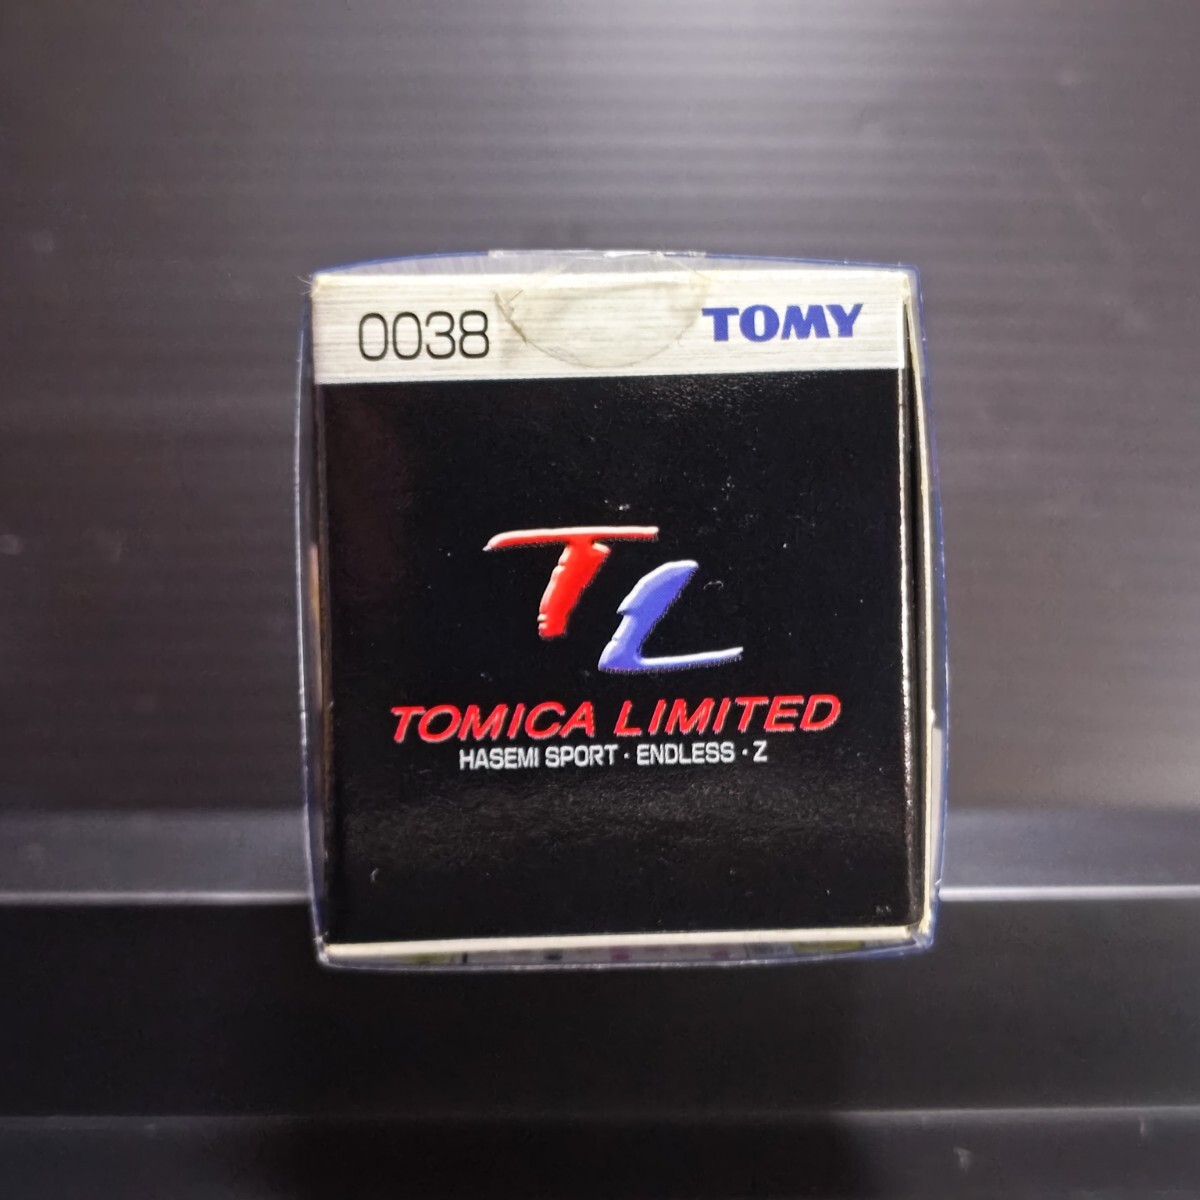 0038 TOMY
TL
TOMICA LIMITED
HASEMI SPORT · ENDLESS · Z